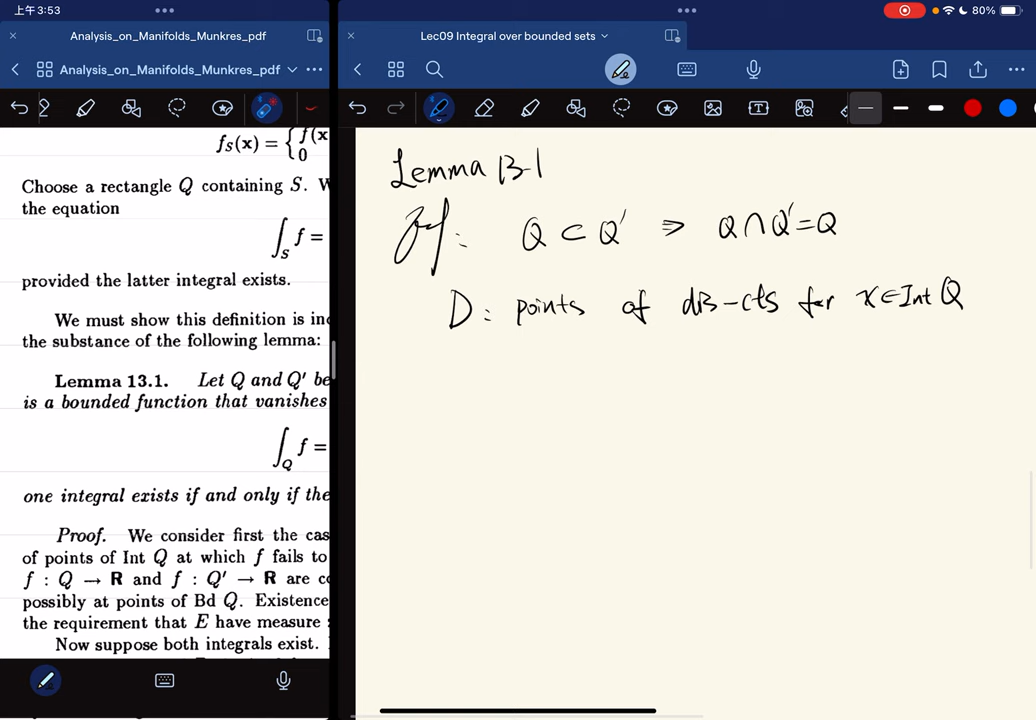 上午3:53
80%
Analysis_on_Manifolds_Munkres_pdf
Lec09 Integral over bounded sets
Analysis_on_Manifolds_Munkres_pdf
T
f_S(x) = { f(x
0
Choose a rectangle Q containing S. W
the equation
∫_S f =
provided the latter integral exists.
We must show this definition is ind
the substance of the following lemma:
Lemma 13.1. Let Q and Q' be
is a bounded function that vanishes
∫_Q f =
one integral exists if and only if the
Proof. We consider first the cas
of points of Int Q at which f fails to
f : Q → R and f : Q' → R are co
possibly at points of Bd Q. Existence
the requirement that E have measure
Now suppose both integrals exist.
Lemma 13-1
Pf: Q ⊂ Q' ⇒ Q ∩ Q' = Q
D: points of dis-cts for x ∈ Int Q